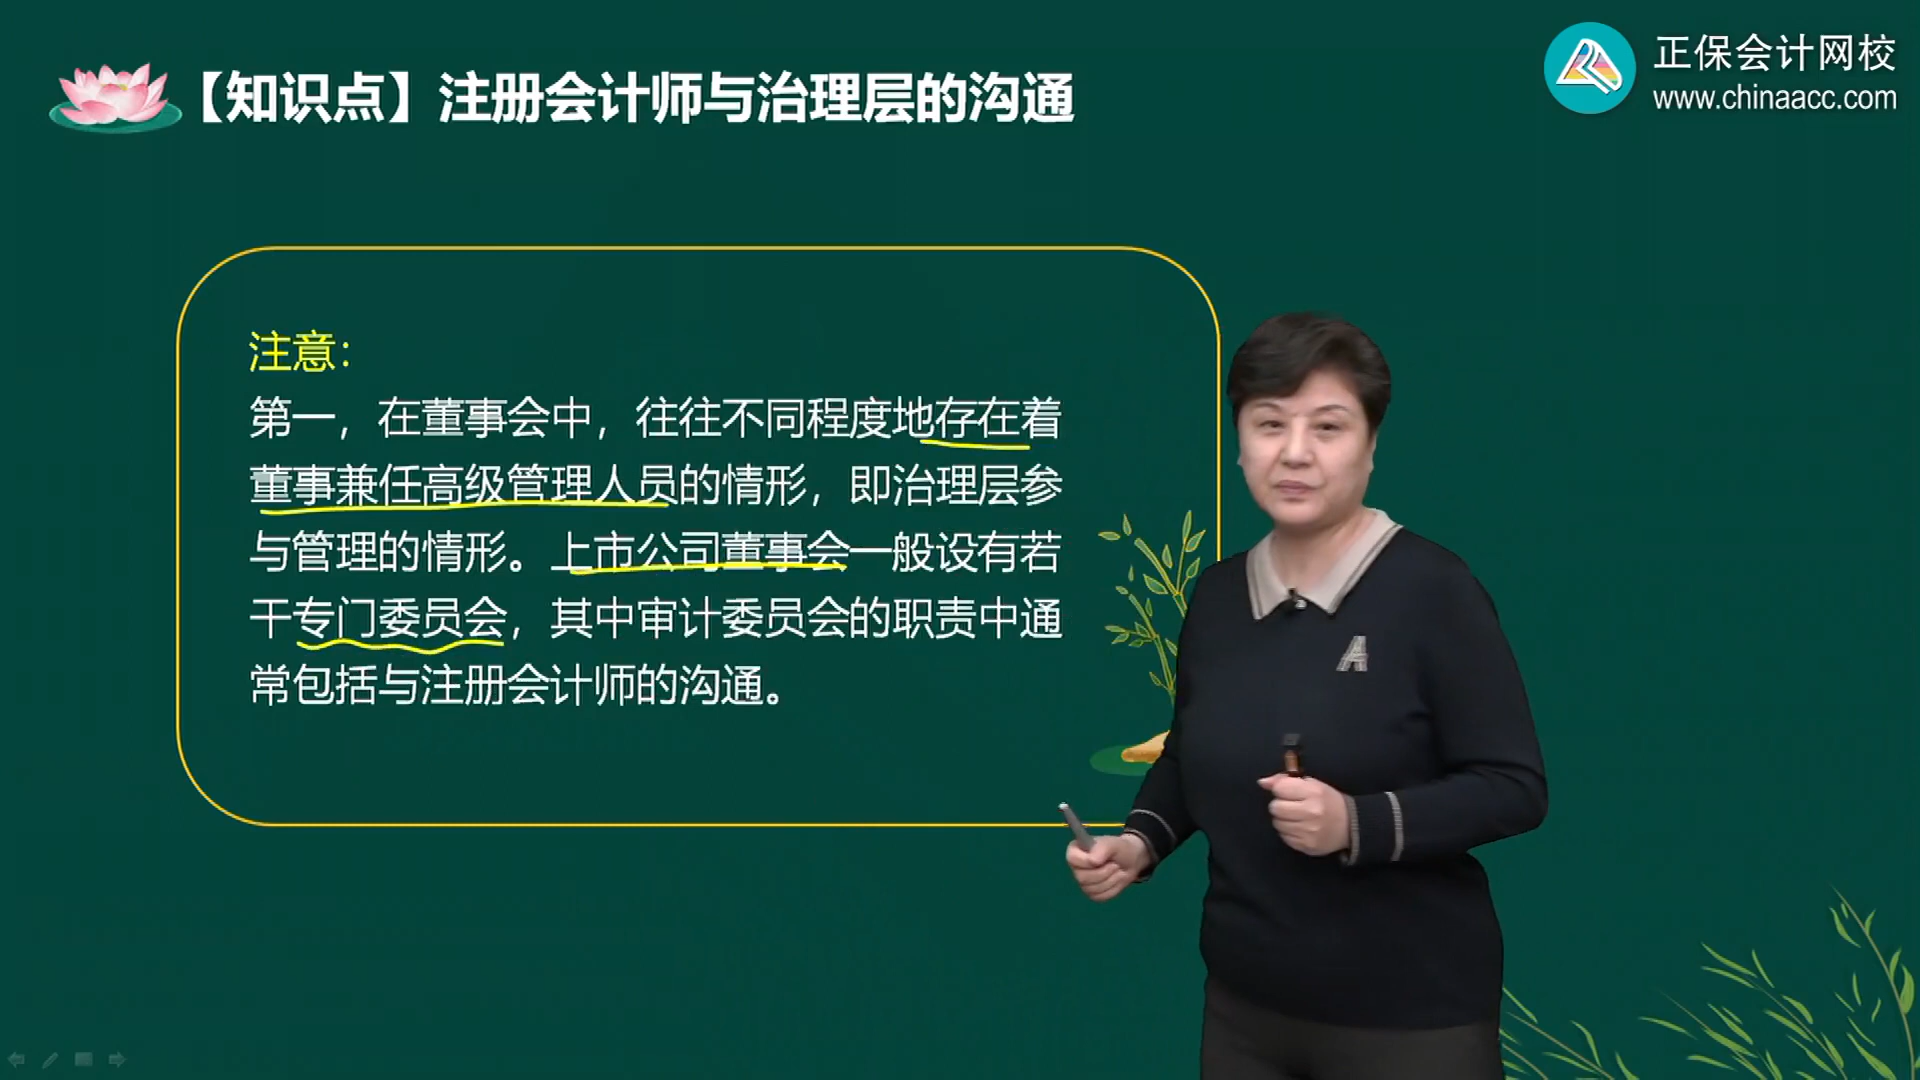 【知识点】注册会计师与治理层的沟通
正保会计网校
www.chinaacc.com
注意：
第一，在董事会中，往往不同程度地存在着
董事兼任高级管理人员的情形，即治理层参
与管理的情形。上市公司董事会一般设有若
干专门委员会，其中审计委员会的职责中通
常包括与注册会计师的沟通。
A